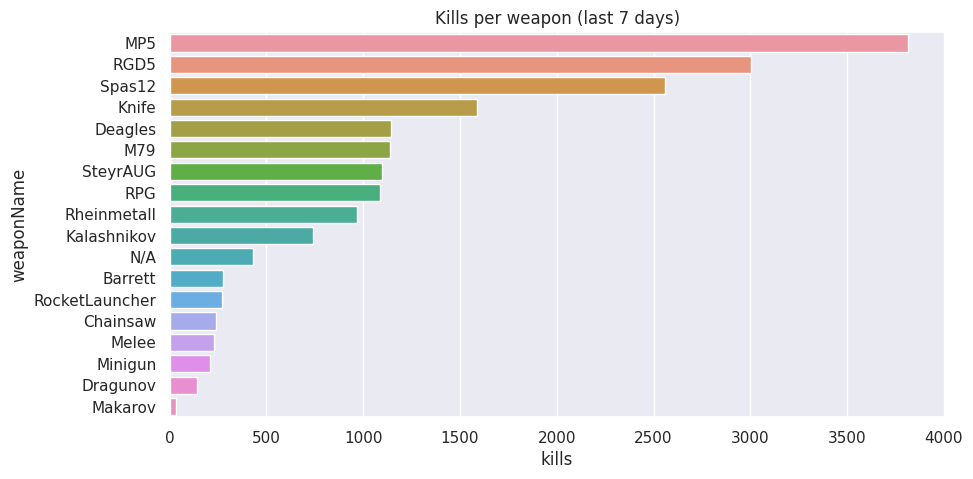 Kills per weapon (last 7 days)
weaponName
MP5
RGD5
Spas12
Knife
Deagles
M79
SteyrAUG
RPG
Rheinmetall
Kalashnikov
N/A
Barrett
RocketLauncher
Chainsaw
Melee
Minigun
Dragunov
Makarov
0 500 1000 1500 2000 2500 3000 3500 4000
kills